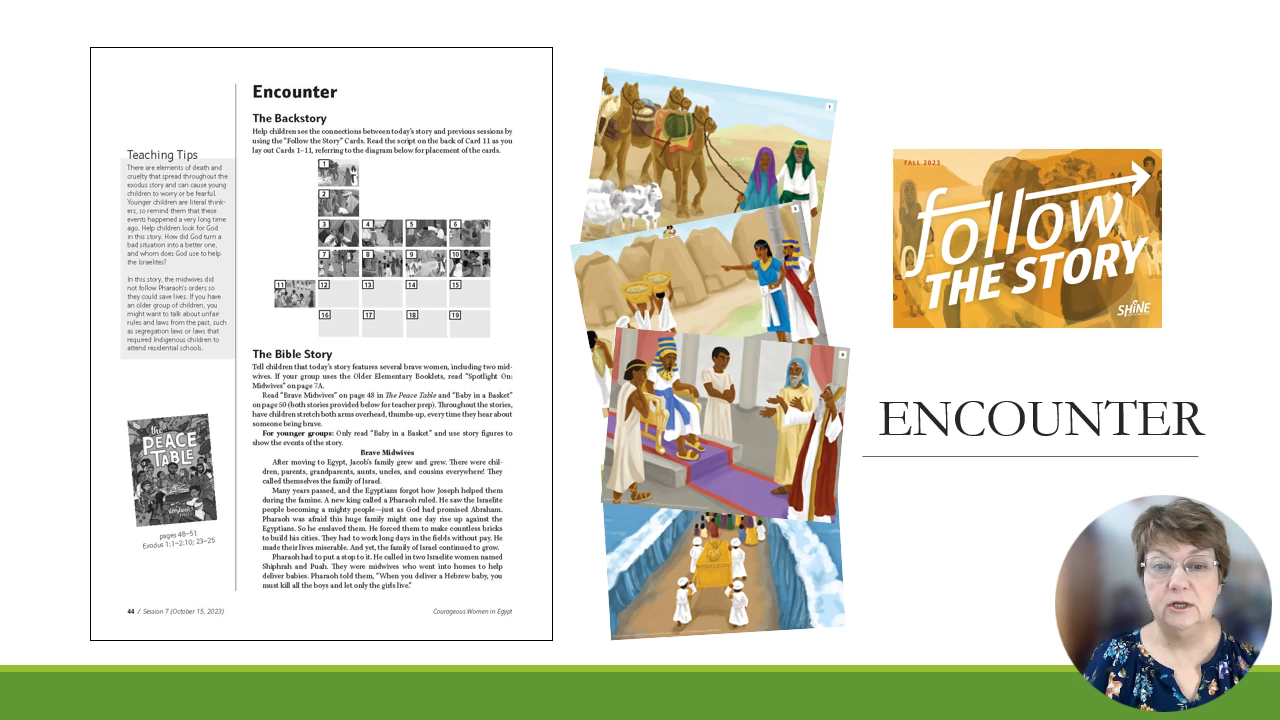 Encounter
The Backstory
Help children see the connections between today's story and previous sessions by
using the "Follow the Story" Cards. Read the script on the back of Card 11 as you
lay out Cards 1–11, referring to the diagram below for placement of the cards.
1
2
3 4 5 6
7 8 9 10
11 12 13 14 15
16 17 18 19
Teaching Tips
There are elements of death and
cruelty that spread throughout the
exodus story and can cause young
children to worry or be fearful.
Younger children are literal think-
ers, so remind them that these
events happened a very long time
ago. Help children look for God
in this story. How did God turn a
bad situation into a better one,
and whom does God use to help
the Israelites?
In this story, the midwives did
not follow Pharaoh's orders so
they could save lives. If you have
an older group of children, you
might want to talk about unfair
rules and laws from the past, such
as segregation laws or laws that
required Indigenous children to
attend residential schools.
the
PEACE
TABLE
storybook
pages 48–51
Exodus 1:1–2:10; 23–25
The Bible Story
Tell children that today's story features several brave women, including two mid-
wives. If your group uses the Older Elementary Booklets, read "Spotlight On:
Midwives" on page 7A.
Read "Brave Midwives" on page 48 in The Peace Table and "Baby in a Basket"
on page 50 (both stories provided below for teacher prep). Throughout the stories,
have children stretch both arms overhead, thumbs-up, every time they hear about
someone being brave.
For younger groups: Only read "Baby in a Basket" and use story figures to
show the events of the story.
Brave Midwives
After moving to Egypt, Jacob's family grew and grew. There were chil-
dren, parents, grandparents, aunts, uncles, and cousins everywhere! They
called themselves the family of Israel.
Many years passed, and the Egyptians forgot how Joseph helped them
during the famine. A new king called a Pharaoh ruled. He saw the Israelite
people becoming a mighty people—just as God had promised Abraham.
Pharaoh was afraid this huge family might one day rise up against the
Egyptians. So he enslaved them. He forced them to make countless bricks
to build his cities. They had to work long days in the fields without pay. He
made their lives miserable. And yet, the family of Israel continued to grow.
Pharaoh had to put a stop to it. He called in two Israelite women named
Shiphrah and Puah. They were midwives who went into homes to help
deliver babies. Pharaoh told them, "When you deliver a Hebrew baby, you
must kill all the boys and let only the girls live."
44 / Session 7 (October 15, 2023)
Courageous Women in Egypt
FALL 2023
follow
THE STORY
SHINE
ENCOUNTER